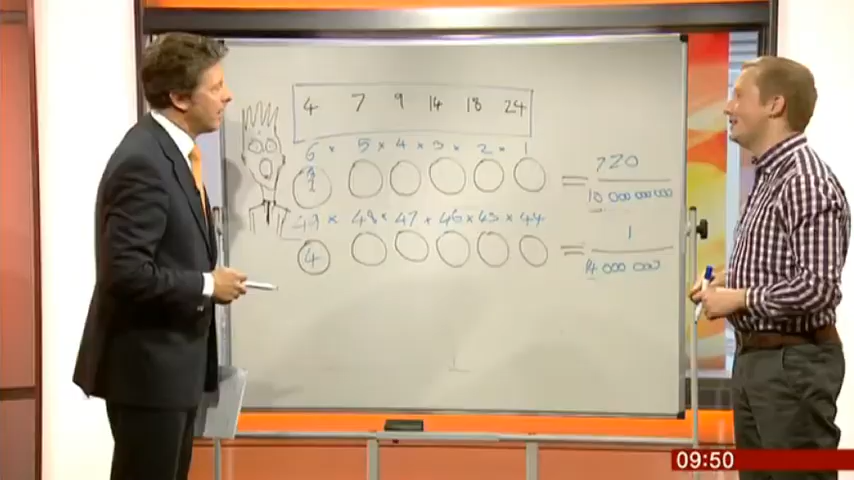 4 7 9 14 18 24
6 × 5 × 4 × 3 × 2 × 1
= 720
10 000 000 000
49 × 48 × 47 × 46 × 45 × 44
4
= 1
14 000 000
09:50